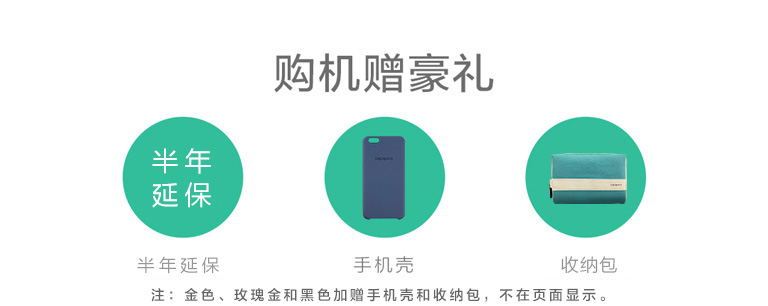 购机赠豪礼
半年
延保
半年延保
手机壳
收纳包
注：金色、玫瑰金和黑色加赠手机壳和收纳包，不在页面显示。